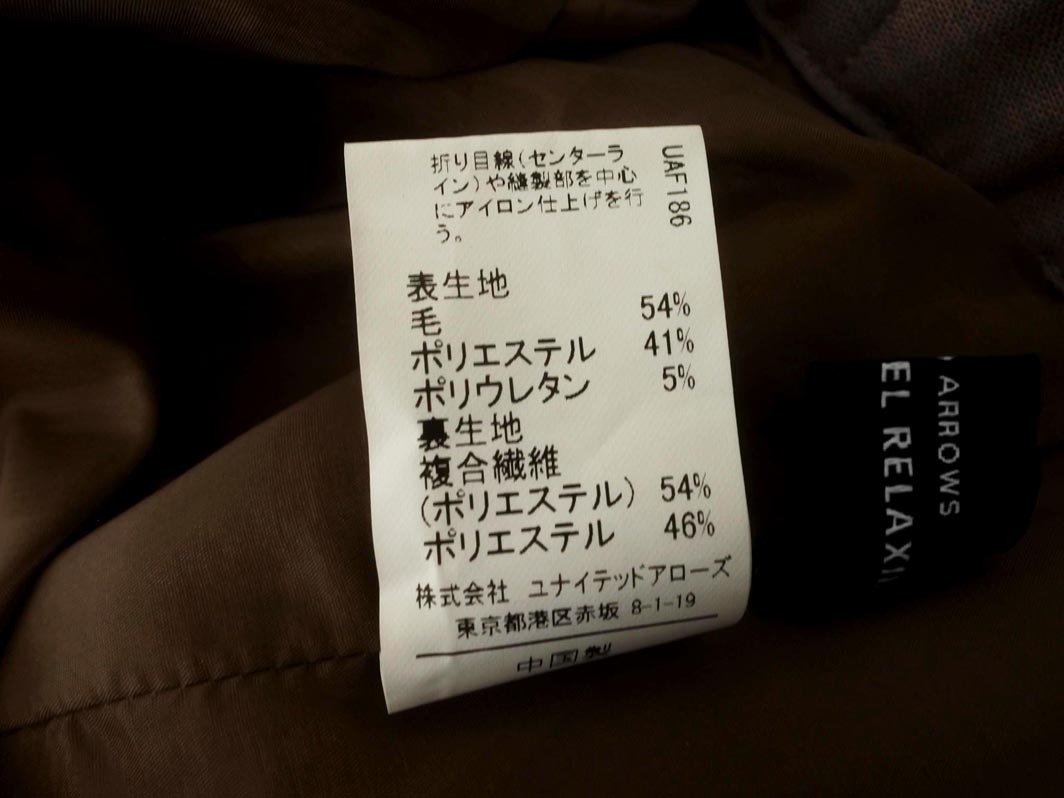 折り目線(センターラ
イン)や縫製部を中心
にアイロン仕上げを行
う。
UAF186
表生地
毛 54%
ポリエステル 41%
ポリウレタン 5%
裏生地
複合繊維
(ポリエステル) 54%
ポリエステル 46%
株式会社 ユナイテッドアローズ
東京都港区赤坂 8-1-19
中国製
ARROWS
EL RELAXI